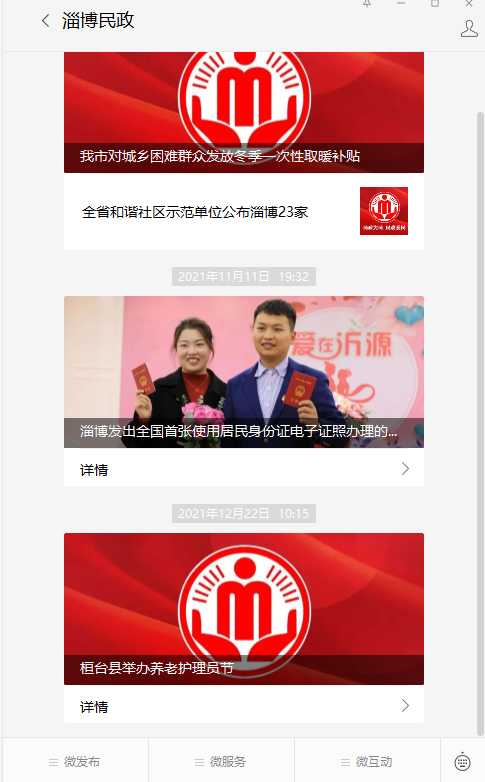 淄博民政
我市对城乡困难群众发放冬季一次性取暖补贴
全省和谐社区示范单位公布淄博23家
2021年11月11日 19:32
爱在沂源
淄博发出全国首张使用居民身份证电子证照办理的...
详情
2021年12月22日 10:15
桓台县举办养老护理员节
详情
微发布
微服务
微互动